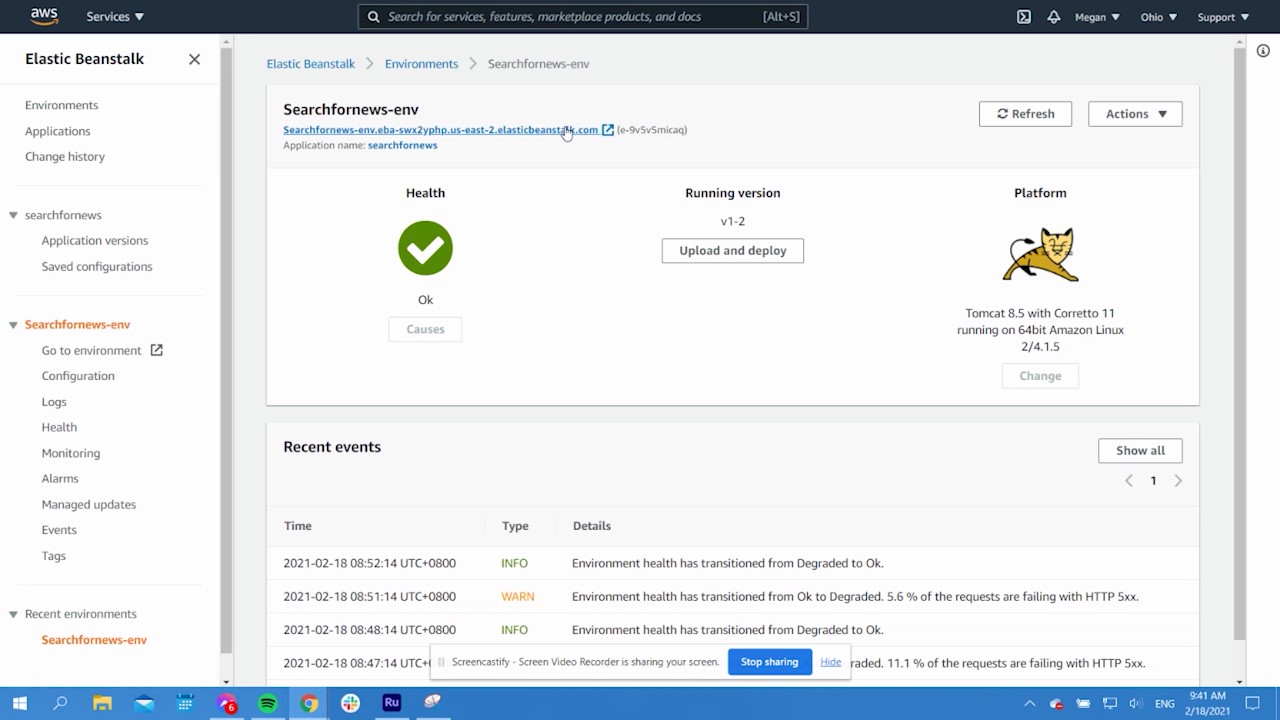 aws
Services
Search for services, features, marketplace products, and docs
[Alt+S]
Megan
Ohio
Support
Elastic Beanstalk
Environments
Applications
Change history
searchfornews
Application versions
Saved configurations
Searchfornews-env
Go to environment
Configuration
Logs
Health
Monitoring
Alarms
Managed updates
Events
Tags
Recent environments
Searchfornews-env
Elastic Beanstalk
Environments
Searchfornews-env
Searchfornews-env
Searchfornews-env.eba-swx2yphp.us-east-2.elasticbeanstalk.com (e-9v5v5micaq)
Application name: searchfornews
Refresh
Actions
Health
Ok
Causes
Running version
v1-2
Upload and deploy
Platform
Tomcat 8.5 with Corretto 11
running on 64bit Amazon Linux
2/4.1.5
Change
Recent events
Show all
1
Time Type Details
2021-02-18 08:52:14 UTC+0800 INFO Environment health has transitioned from Degraded to Ok.
2021-02-18 08:51:14 UTC+0800 WARN Environment health has transitioned from Ok to Degraded. 5.6 % of the requests are failing with HTTP 5xx.
2021-02-18 08:48:14 UTC+0800 INFO Environment health has transitioned from Degraded to Ok.
2021-02-18 08:47:14 UTC+ raded. 11.1 % of the requests are failing with HTTP 5xx.
Screencastify - Screen Video Recorder is sharing your screen.
Stop sharing
Hide
6
Ru
ENG
9:41 AM
2/18/2021